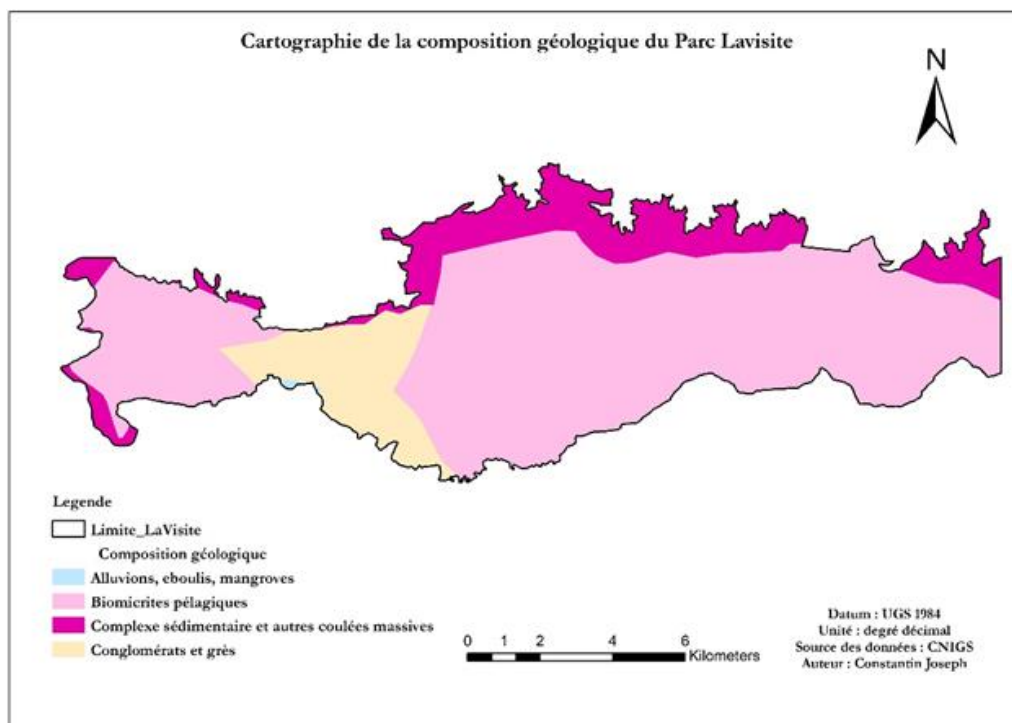 Cartographie de la composition géologique du Parc Lavisite
N
Legende
Limite_LaVisite
Composition géologique
Alluvions, eboulis, mangroves
Biomicrites pélagiques
Complexe sédimentaire et autres coulées massives
Conglomérats et grès
0 1 2 4 6
Kilometers
Datum : UGS 1984
Unité : degré décimal
Source des données : CNIGS
Auteur : Constantin Joseph